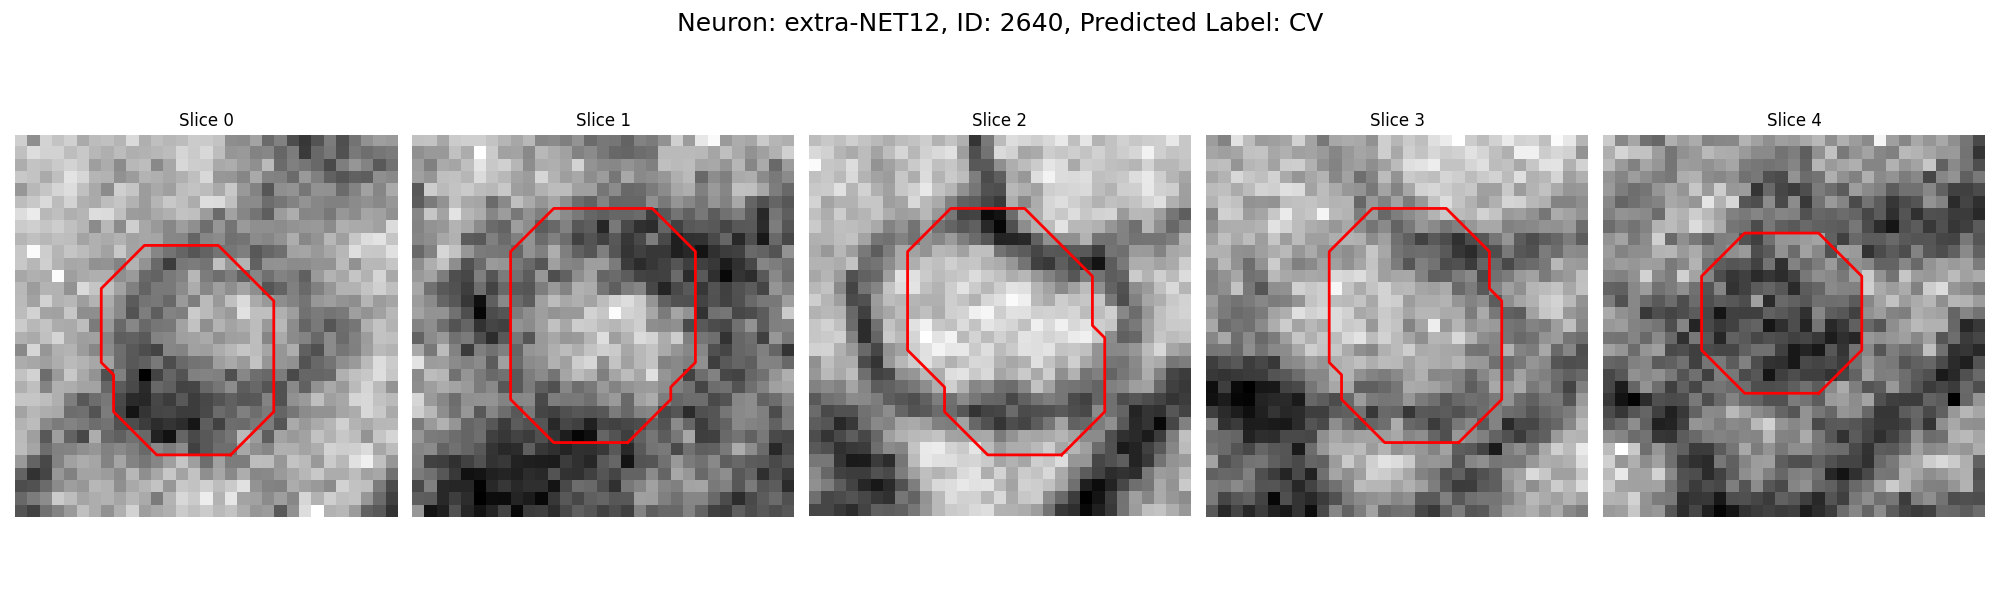 Neuron: extra-NET12, ID: 2640, Predicted Label: CV
Slice 0
Slice 1
Slice 2
Slice 3
Slice 4